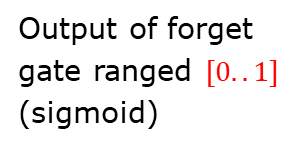 Output of forget
gate ranged [0..1]
(sigmoid)